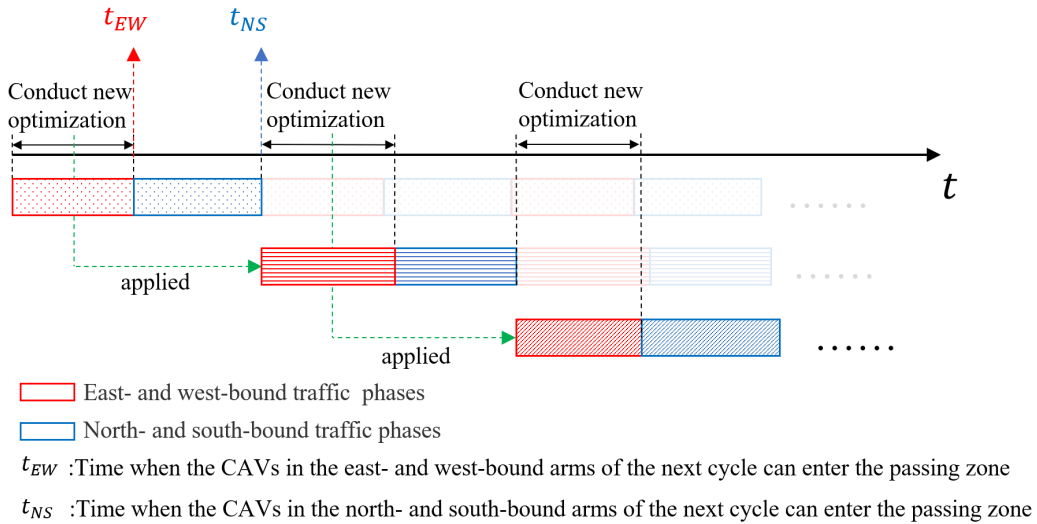 t_EW
t_NS
Conduct new
optimization
Conduct new
optimization
Conduct new
optimization
t
......
applied
......
applied
......
East- and west-bound traffic phases
North- and south-bound traffic phases
t_EW :Time when the CAVs in the east- and west-bound arms of the next cycle can enter the passing zone
t_NS :Time when the CAVs in the north- and south-bound arms of the next cycle can enter the passing zone